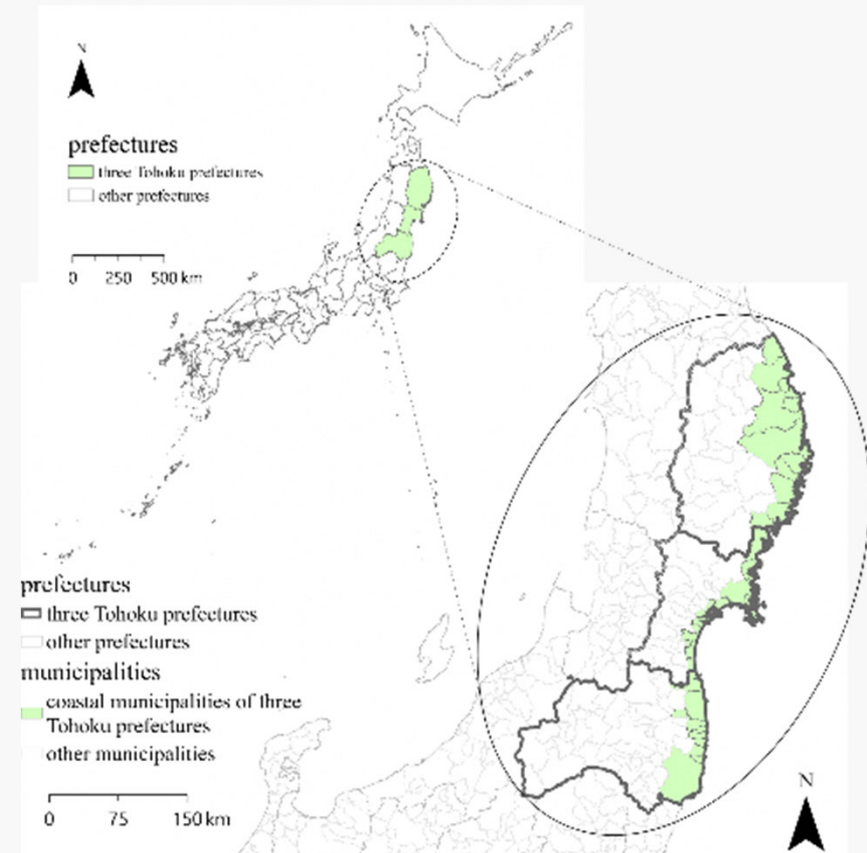 N
prefectures
three Tohoku prefectures
other prefectures
0 250 500 km
prefectures
three Tohoku prefectures
other prefectures
municipalities
coastal municipalities of three
Tohoku prefectures
other municipalities
0 75 150 km
N